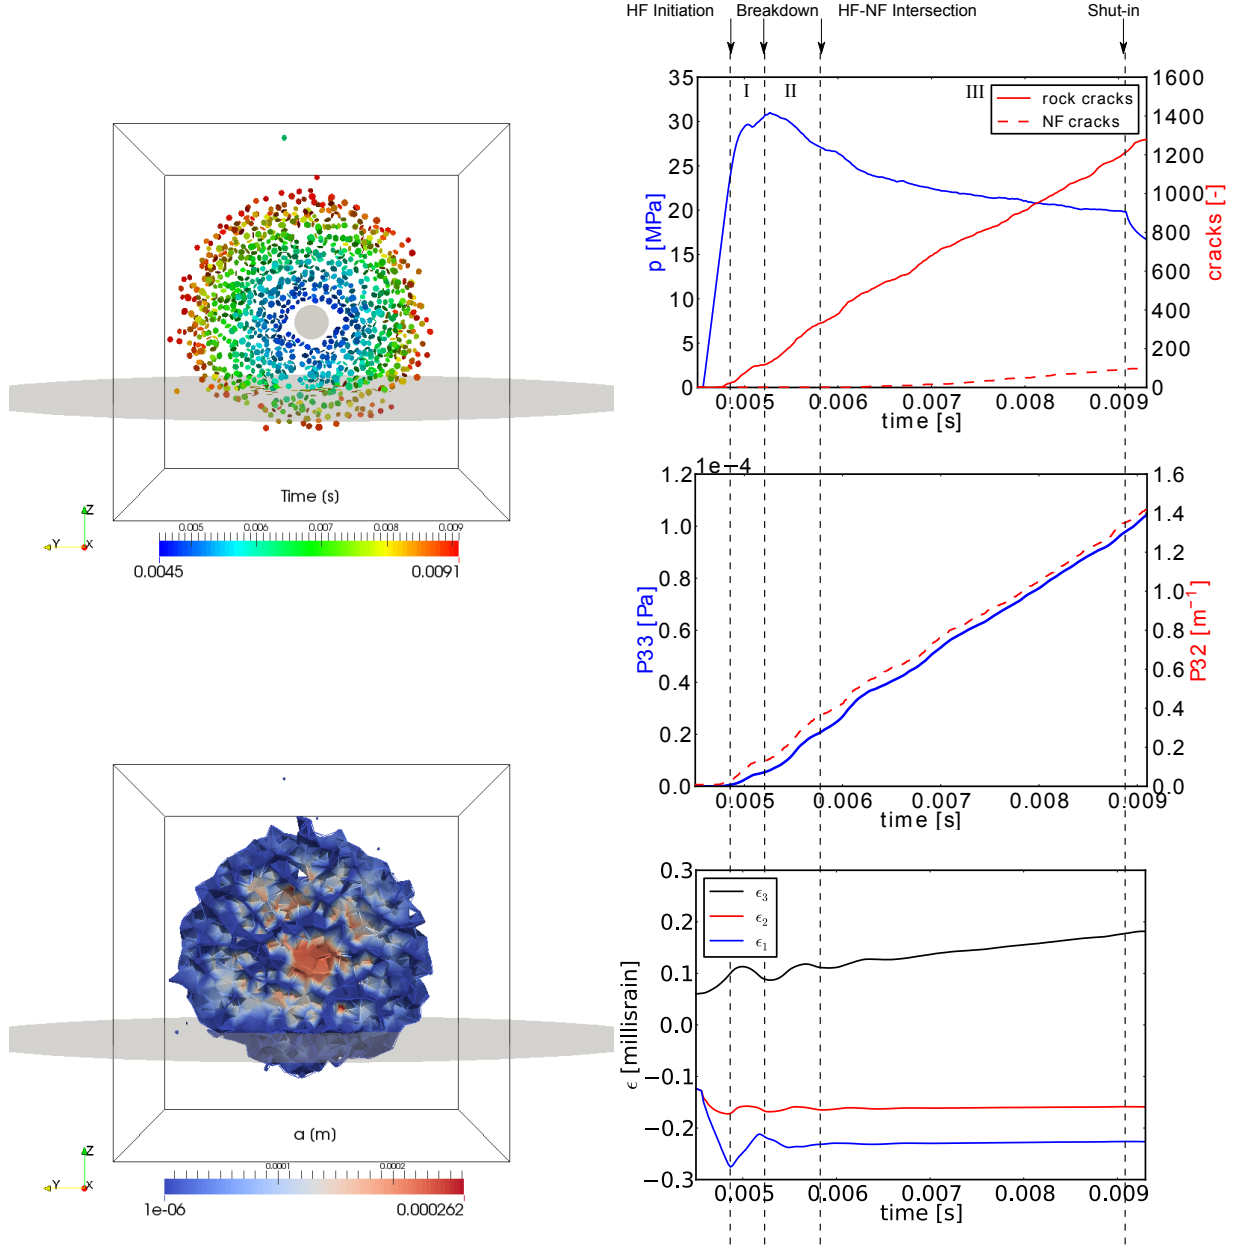 HF Initiation Breakdown HF-NF Intersection Shut-in
35 1600
I II III
rock cracks
NF cracks
30 1400
25 1200
20 1000
15 800
10 600
5 400
0 200
0
p [MPa]
cracks [-]
0.005 0.006 0.007 0.008 0.009
time [s]
Time (s)
0.005 0.006 0.007 0.008 0.009
0.0045 0.0091
Z
Y X
1e−4
1.2 1.6
1.0 1.4
0.8 1.2
0.6 1.0
0.4 0.8
0.2 0.6
0.0 0.4
0.2
0.0
P33 [Pa]
P32 [m⁻¹]
0.005 0.006 0.007 0.008 0.009
time [s]
a (m)
0.0001 0.0002
1e-06 0.000262
Z
Y X
0.3
0.2
0.1
0.0
−0.1
−0.2
−0.3
ϵ₃
ϵ₂
ϵ₁
ϵ [millisrain]
0.005 0.006 0.007 0.008 0.009
time [s]